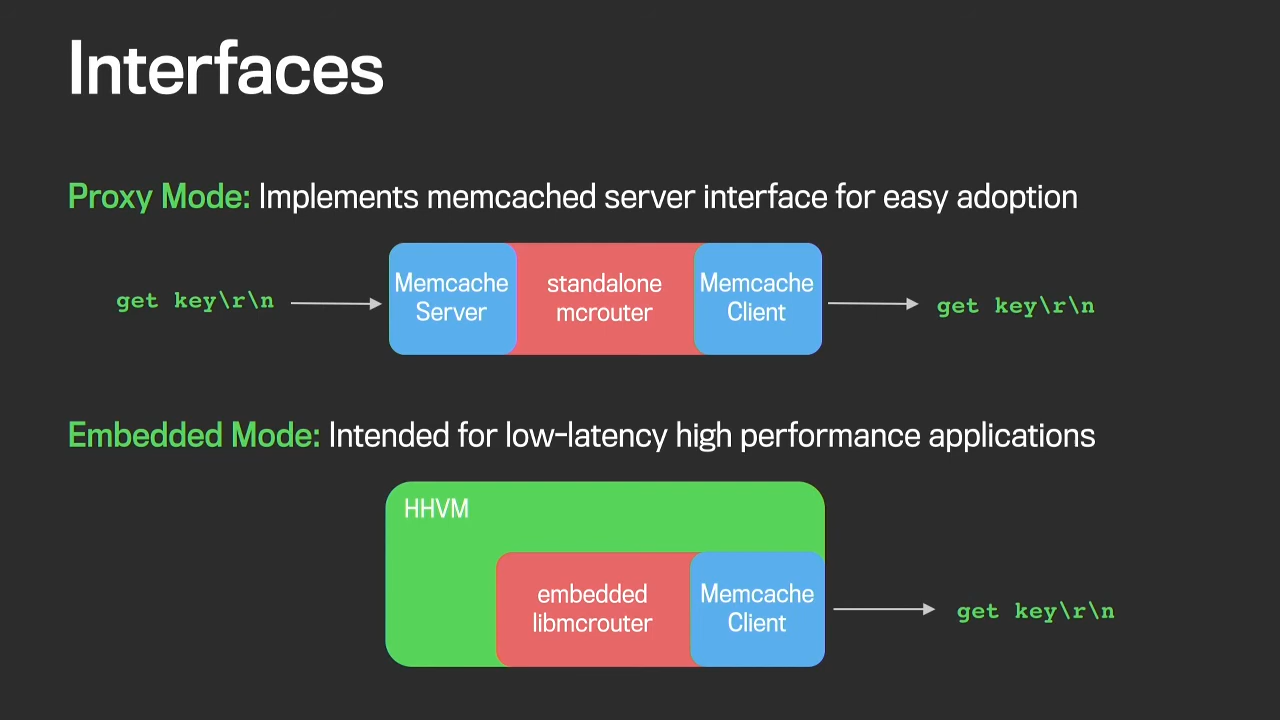 Interfaces
Proxy Mode: Implements memcached server interface for easy adoption
get key\r\n
Memcache
Server
standalone
mcrouter
Memcache
Client
get key\r\n
Embedded Mode: Intended for low-latency high performance applications
HHVM
embedded
libmcrouter
Memcache
Client
get key\r\n